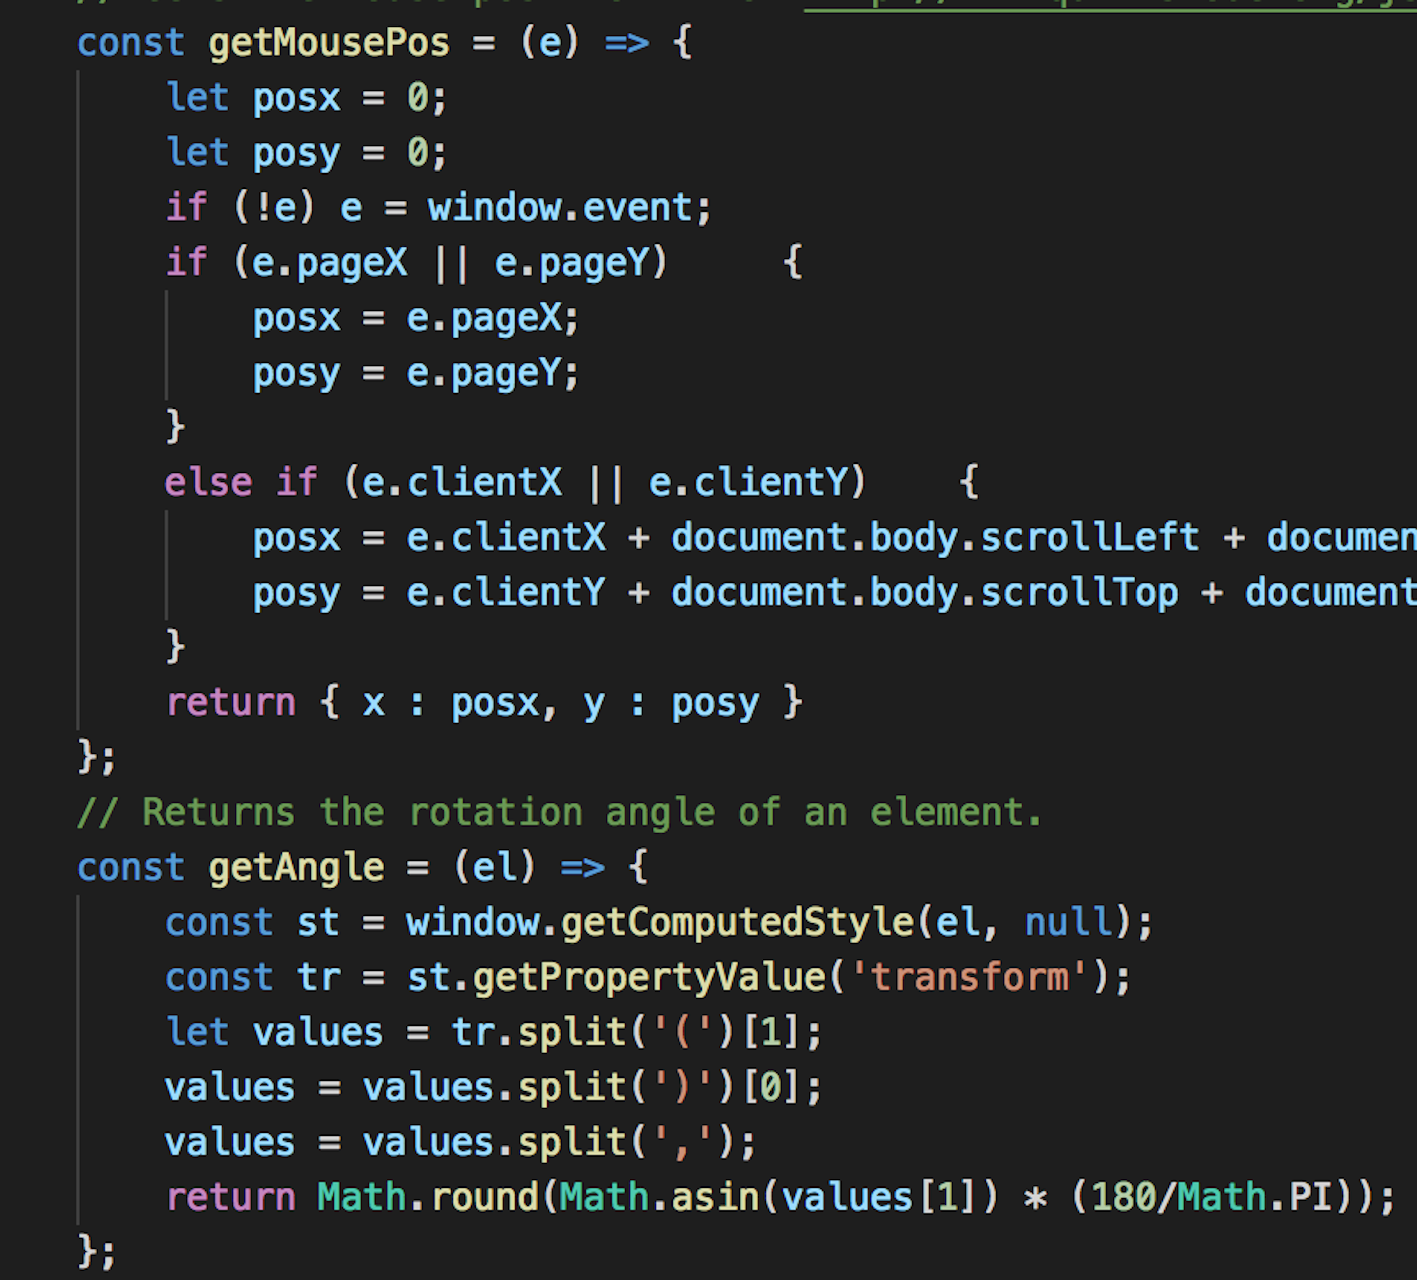 const getMousePos = (e) => {
    let posx = 0;
    let posy = 0;
    if (!e) e = window.event;
    if (e.pageX || e.pageY)     {
        posx = e.pageX;
        posy = e.pageY;
    }
    else if (e.clientX || e.clientY)    {
        posx = e.clientX + document.body.scrollLeft +
        posy = e.clientY + document.body.scrollTop + document
    }
    return { x : posx, y : posy }
};
// Returns the rotation angle of an element.
const getAngle = (el) => {
    const st = window.getComputedStyle(el, null);
    const tr = st.getPropertyValue('transform');
    let values = tr.split('(')[1];
    values = values.split(')')[0];
    values = values.split(',');
    return Math.round(Math.asin(values[1]) * (180/Math.PI));
};